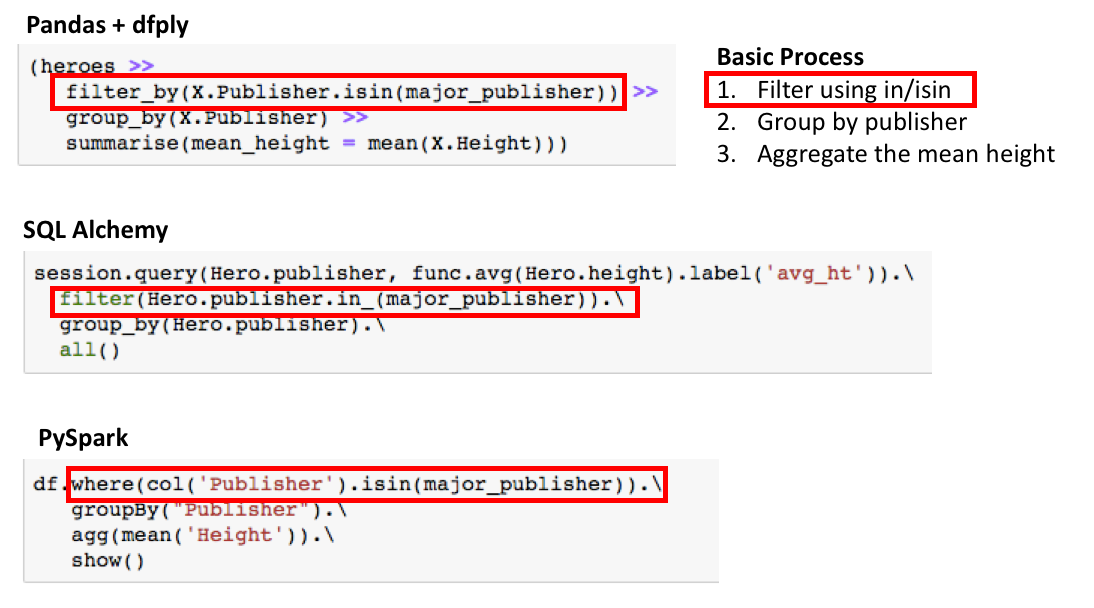 Pandas + dfply
(heroes >>
filter_by(X.Publisher.isin(major_publisher)) >>
group_by(X.Publisher) >>
summarise(mean_height = mean(X.Height)))
Basic Process
1. Filter using in/isin
2. Group by publisher
3. Aggregate the mean height
SQL Alchemy
session.query(Hero.publisher, func.avg(Hero.height).label('avg_ht')).\
filter(Hero.publisher.in_(major_publisher)).\
group_by(Hero.publisher).\
all()
PySpark
df.where(col('Publisher').isin(major_publisher)).\
groupBy("Publisher").\
agg(mean('Height')).\
show()